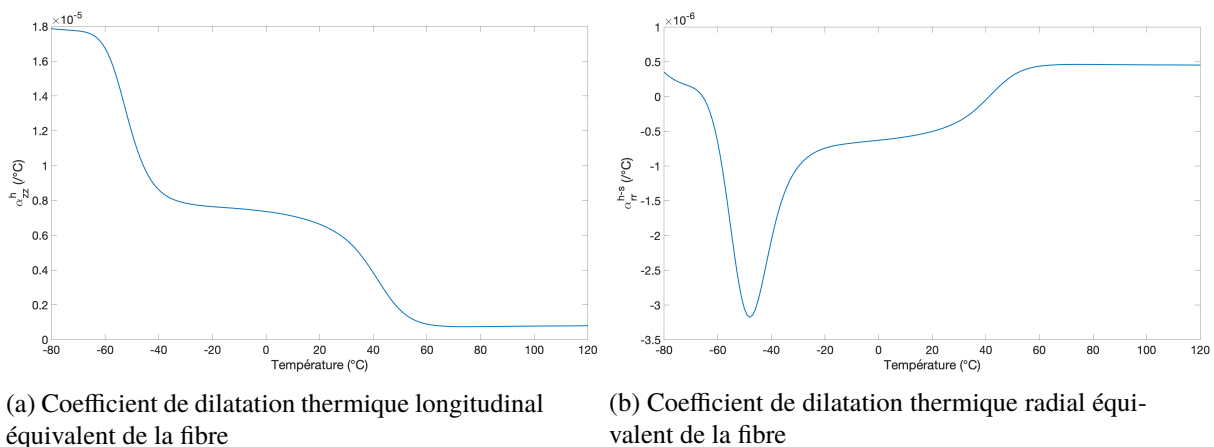 ×10⁻⁵
1.8
1.6
1.4
1.2
1
0.8
0.6
0.4
0.2
0
-80 -60 -40 -20 0 20 40 60 80 100 120
Température (°C)
α_zz^h (/°C)
(a) Coefficient de dilatation thermique longitudinal
équivalent de la fibre
×10⁻⁶
1
0.5
0
-0.5
-1
-1.5
-2
-2.5
-3
-3.5
-80 -60 -40 -20 0 20 40 60 80 100 120
Température (°C)
α_rr^h-s (/°C)
(b) Coefficient de dilatation thermique radial équi-
valent de la fibre